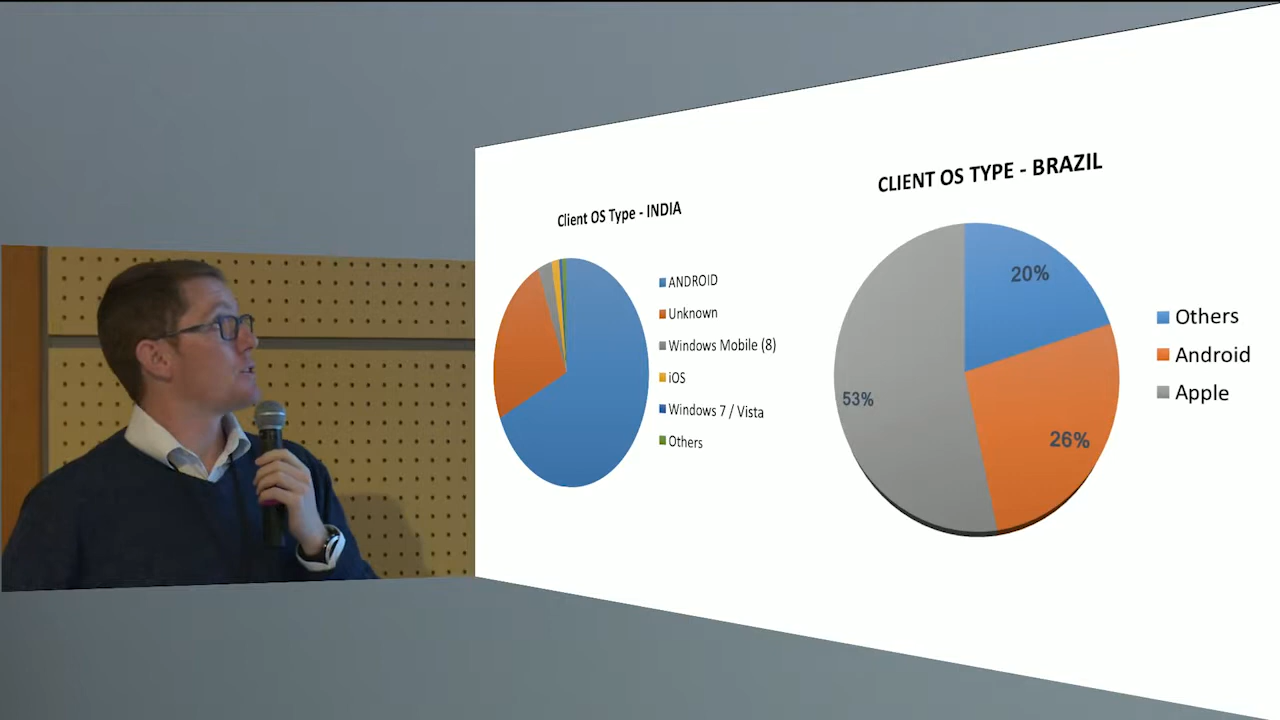 Client OS Type - INDIA
ANDROID
Unknown
Windows Mobile (8)
iOS
Windows 7 / Vista
Others
CLIENT OS TYPE - BRAZIL
20%
53%
26%
Others
Android
Apple